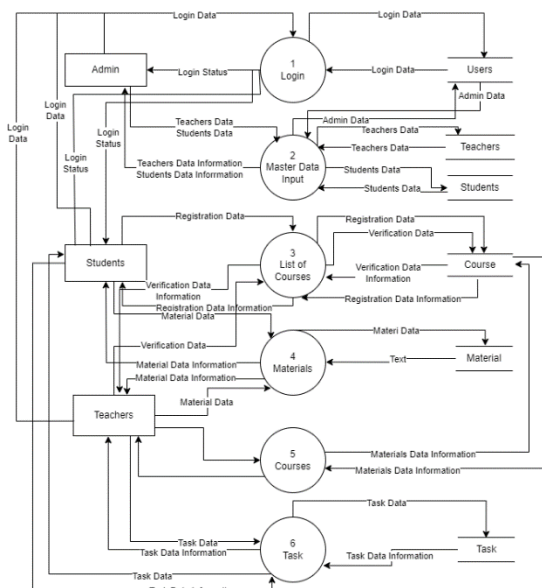 Login Data
Login Data
1
Login
Admin
Users
Login Status
Login Data
Admin Data
Login
Data
Login
Data
Login
Status
Login
Status
Teachers Data
Students Data
Admin Data
Teachers Data
Teachers Data
Teachers
2
Master Data
Input
Teachers Data Information
Students Data Information
Students Data
Students Data
Students
Registration Data
Registration Data
Verification Data
Students
3
List of
Courses
Course
Verification Data
Information
Verification Data
Information
Registration Data Information
Registration Data Information
Material Data
Verification Data
Materi Data
4
Materials
Material
Text
Material Data Information
Material Data Information
Material Data
Teachers
5
Courses
Materials Data Information
Materials Data Information
Task Data
Task Data
Task Data Information
6
Task
Task Data Information
Task
Task Data